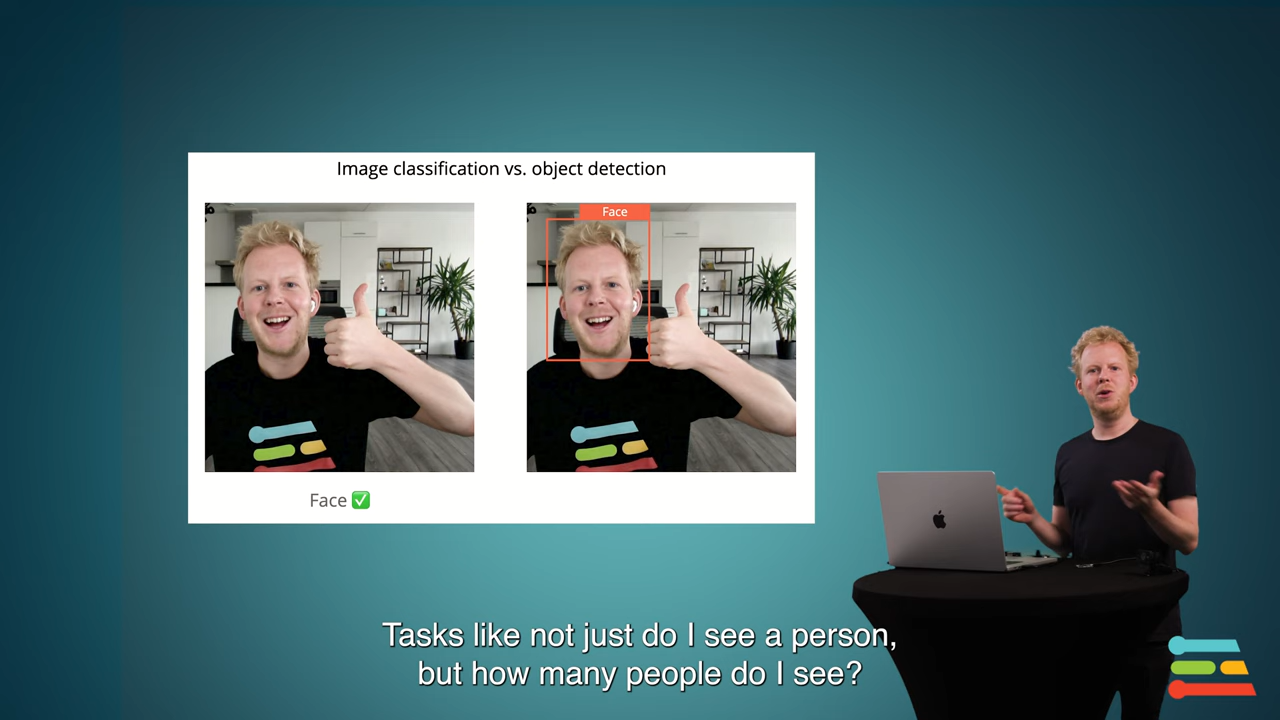 Image classification vs. object detection
Face
Face ✅
Tasks like not just do I see a person,
but how many people do I see?